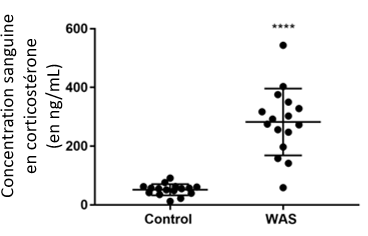 Concentration sanguine
en corticostérone
(en ng/mL)
600
400
200
0
****
Control
WAS